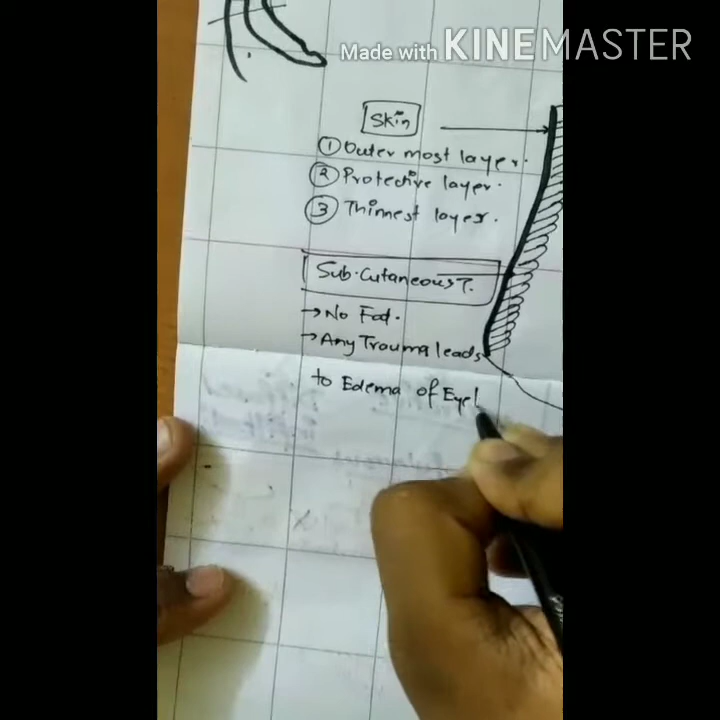 Made with KINEMASTER
Skin
① Outer most layer.
② Protective layer.
③ Thinnest layer.
Sub.Cutaneous T.
→ No Fat.
→ Any Trauma leads
to Edema of Eyel